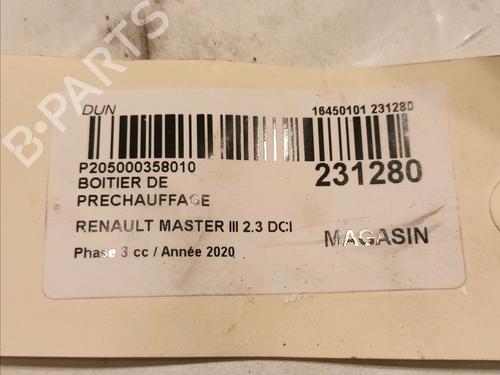 DUN
16450101 231280
P205000358010
BOITIER DE
PRECHAUFFAGE
231280
RENAULT MASTER III 2.3 DCI
MAGASIN
Phase 3 cc / Année 2020
B-PARTS